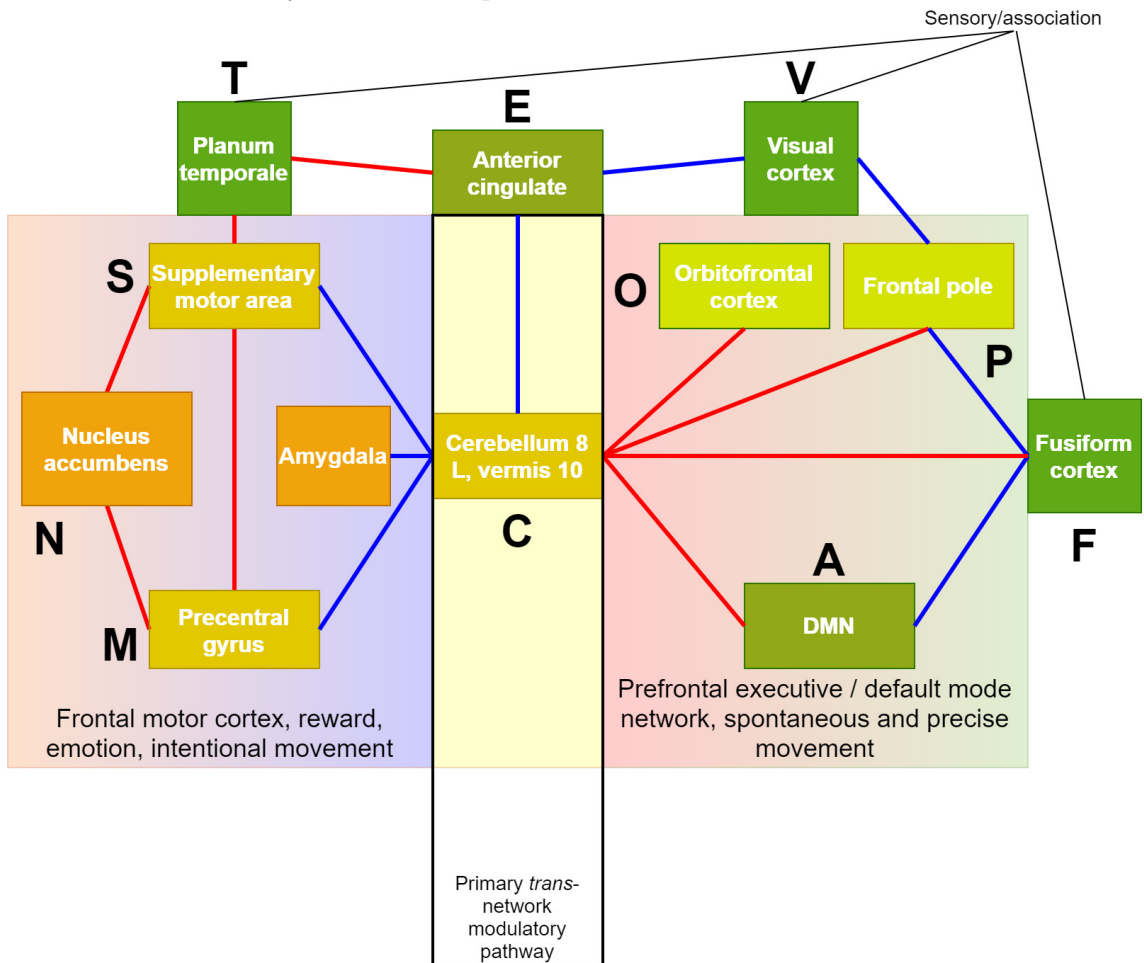 Sensory/association
T
E
V
Planum
temporale
Anterior
cingulate
Visual
cortex
S
Supplementary
motor area
O
Orbitofrontal
cortex
Frontal pole
P
Nucleus
accumbens
N
Amygdala
Cerebellum 8
L, vermis 10
C
Fusiform
cortex
F
A
M
Precentral
gyrus
DMN
Frontal motor cortex, reward,
emotion, intentional movement
Prefrontal executive / default mode
network, spontaneous and precise
movement
Primary trans-
network
modulatory
pathway